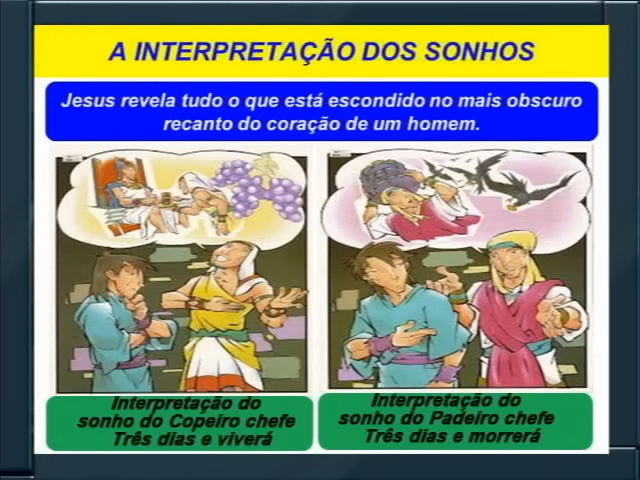 A INTERPRETAÇÃO DOS SONHOS
Jesus revela tudo o que está escondido no mais obscuro
recanto do coração de um homem.
Interpretação do
sonho do Copeiro chefe
Três dias e viverá
Interpretação do
sonho do Padeiro chefe
Três dias e morrerá